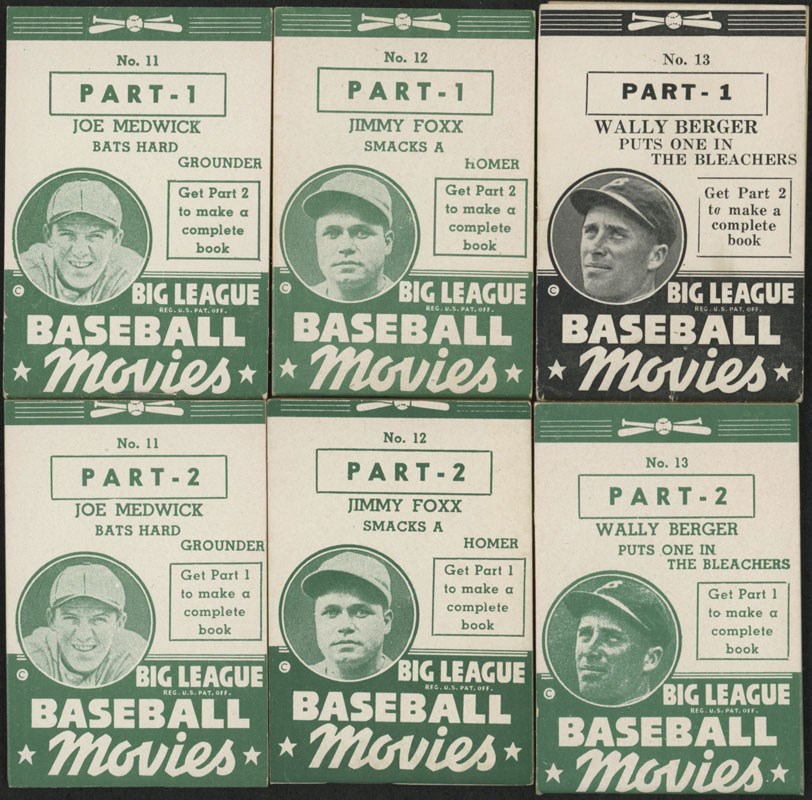 No. 11
PART-1
JOE MEDWICK
BATS HARD
GROUNDER
Get Part 2
to make a
complete
book
© BIG LEAGUE
REG. U.S. PAT. OFF.
BASEBALL
Movies
No. 12
PART-1
JIMMY FOXX
SMACKS A
HOMER
Get Part 2
to make a
complete
book
© BIG LEAGUE
REG. U.S. PAT. OFF.
BASEBALL
Movies
No. 13
PART-1
WALLY BERGER
PUTS ONE IN
THE BLEACHERS
Get Part 2
to make a
complete
book
© BIG LEAGUE
REG. U.S. PAT. OFF.
BASEBALL
Movies
No. 11
PART-2
JOE MEDWICK
BATS HARD
GROUNDER
Get Part 1
to make a
complete
book
© BIG LEAGUE
REG. U.S. PAT. OFF.
BASEBALL
Movies
No. 12
PART-2
JIMMY FOXX
SMACKS A
HOMER
Get Part 1
to make a
complete
book
© BIG LEAGUE
REG. U.S. PAT. OFF.
BASEBALL
Movies
No. 13
PART-2
WALLY BERGER
PUTS ONE IN
THE BLEACHERS
Get Part 1
to make a
complete
book
© BIG LEAGUE
REG. U.S. PAT. OFF.
BASEBALL
Movies